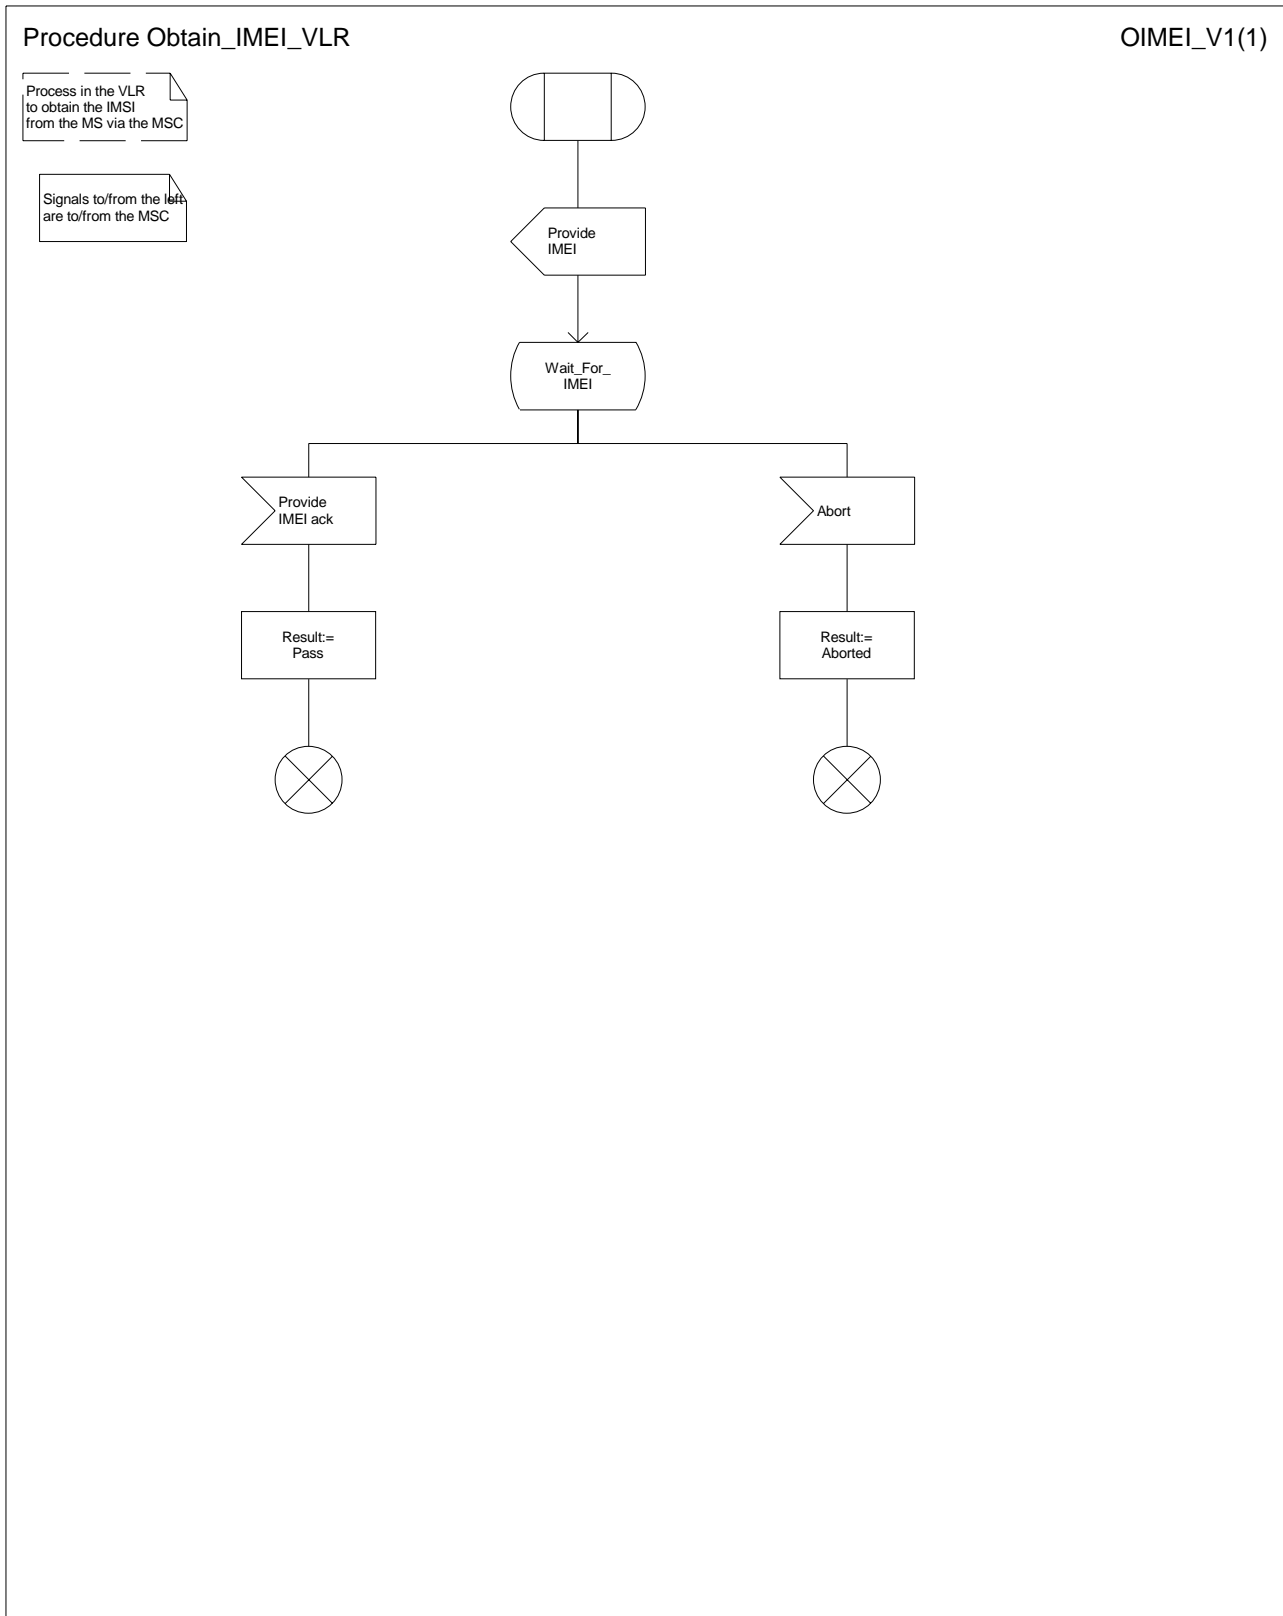 Procedure Obtain_IMEI_VLR
OIMEI_V1(1)
Process in the VLR
to obtain the IMSI
from the MS via the MSC
Signals to/from the left
are to/from the MSC
Provide
IMEI
Wait_For_
IMEI
Provide
IMEI ack
Abort
Result:=
Pass
Result:=
Aborted